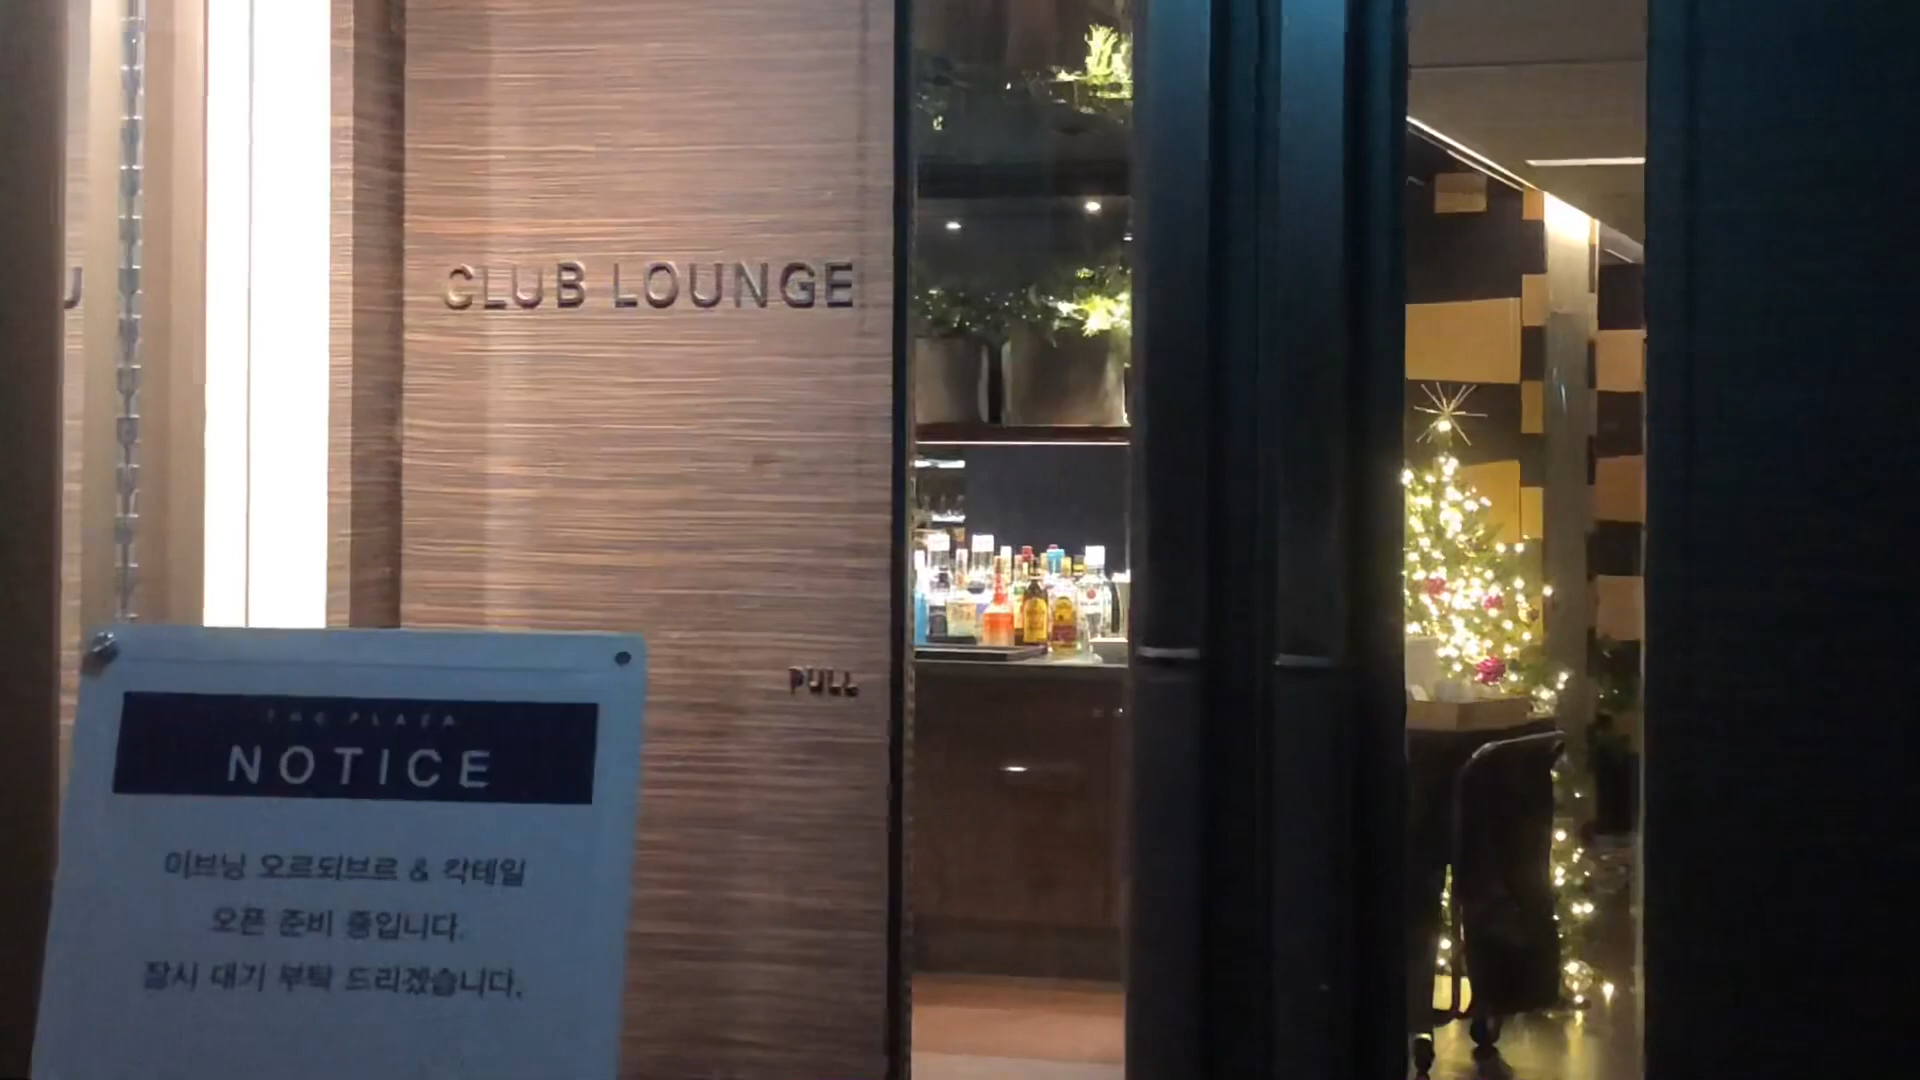 CLUB LOUNGE
PULL
THE PLAZA
NOTICE
이브닝 오르되브르 & 칵테일
오픈 준비 중입니다.
잠시 대기 부탁 드리겠습니다.